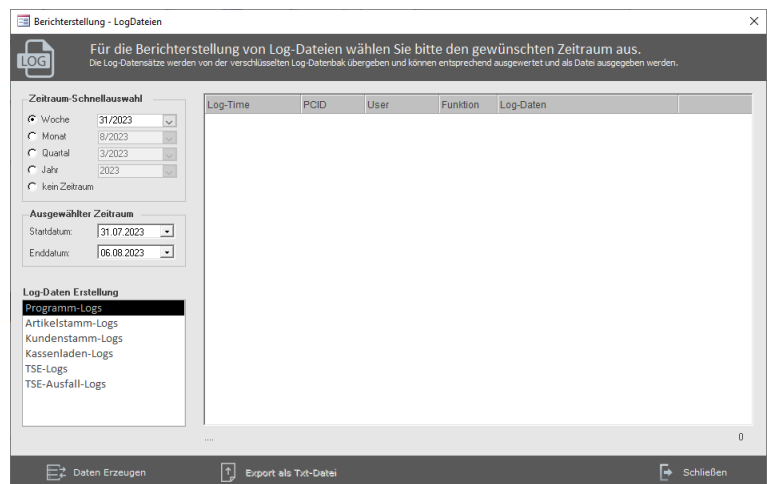 Berichterstellung - LogDateien
LOG
Für die Berichterstellung von Log-Dateien wählen Sie bitte den gewünschten Zeitraum aus.
Die Log-Datensätze werden von der verschlüsselten Log-Datenbak übergeben und können entsprechend ausgewertet und als Datei ausgegeben werden.
Zeitraum-Schnellauswahl
Woche 31/2023
Monat 8/2023
Quartal 3/2023
Jahr 2023
kein Zeitraum
Ausgewählter Zeitraum
Startdatum: 31.07.2023
Enddatum: 06.08.2023
Log-Daten Erstellung
Programm-Logs
Artikelstamm-Logs
Kundenstamm-Logs
Kassenladen-Logs
TSE-Logs
TSE-Ausfall-Logs
Log-Time PCID User Funktion Log-Daten
.... 0
Daten Erzeugen Export als Txt-Datei Schließen